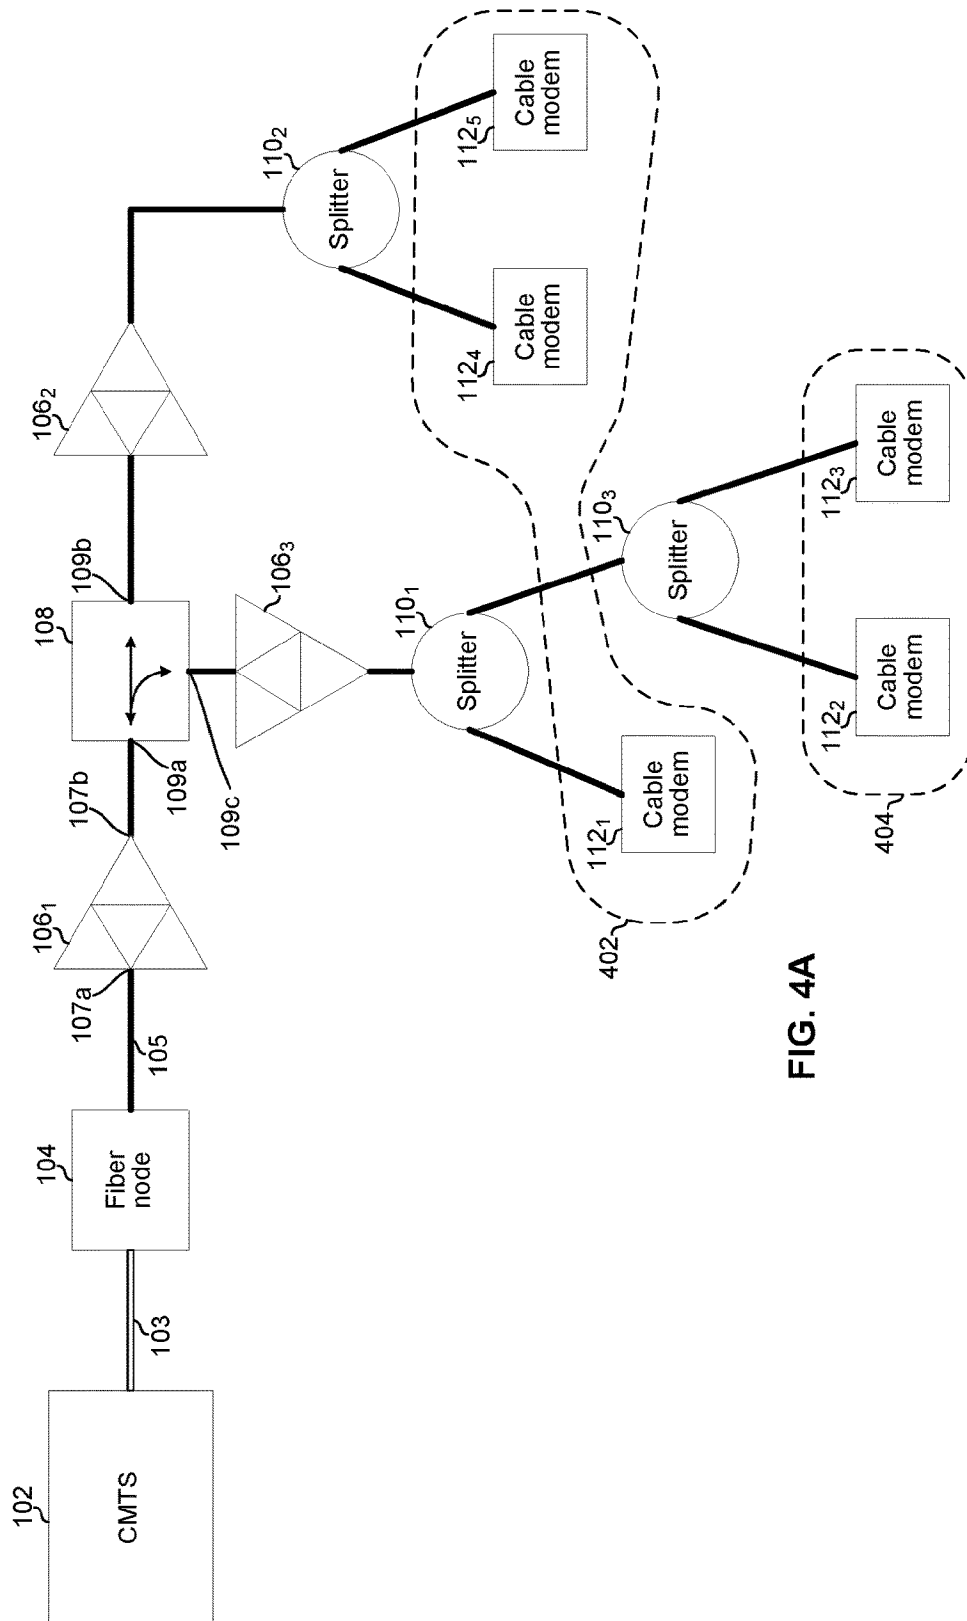 102
CMTS
103
104
Fiber
node
105
107a
106₁
107b
109a
108
109b
109c
106₃
106₂
110₂
Splitter
110₁
Splitter
112₄
Cable
modem
112₅
Cable
modem
112₁
Cable
modem
110₃
Splitter
402
112₂
Cable
modem
112₃
Cable
modem
404
FIG. 4A